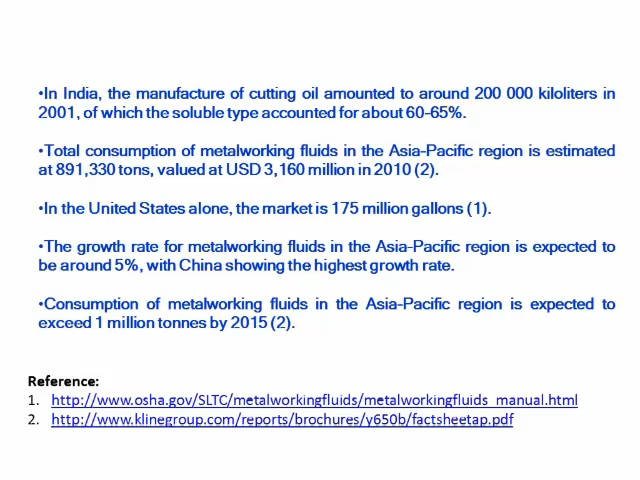 •In India, the manufacture of cutting oil amounted to around 200 000 kiloliters in
2001, of which the soluble type accounted for about 60-65%.
•Total consumption of metalworking fluids in the Asia-Pacific region is estimated
at 891,330 tons, valued at USD 3,160 million in 2010 (2).
•In the United States alone, the market is 175 million gallons (1).
•The growth rate for metalworking fluids in the Asia-Pacific region is expected to
be around 5%, with China showing the highest growth rate.
•Consumption of metalworking fluids in the Asia-Pacific region is expected to
exceed 1 million tonnes by 2015 (2).
Reference:
1. http://www.osha.gov/SLTC/metalworkingfluids/metalworkingfluids_manual.html
2. http://www.klinegroup.com/reports/brochures/y650b/factsheetap.pdf